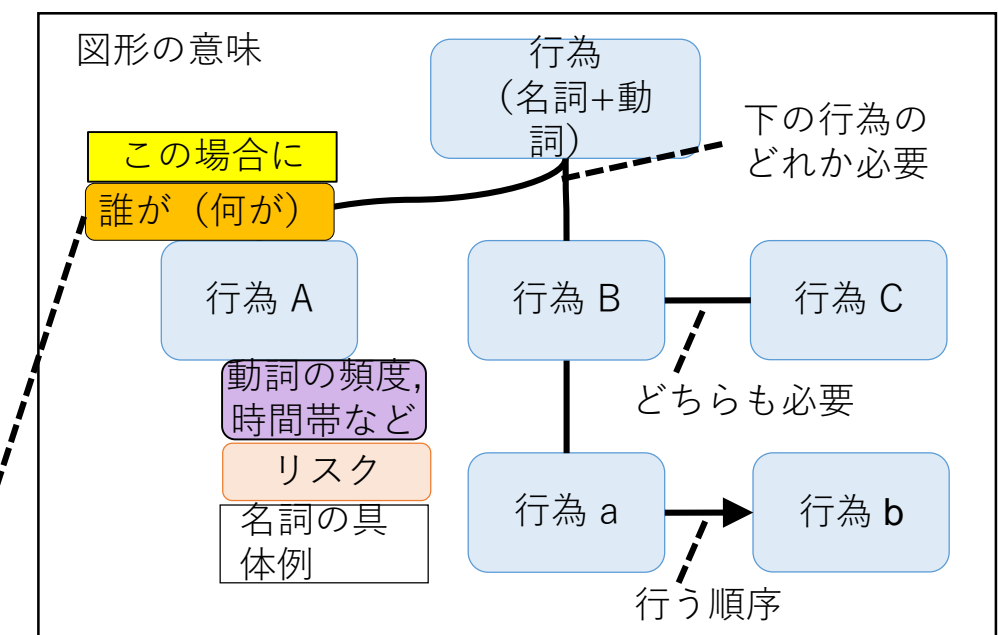 図形の意味
行為
（名詞+動
詞）
下の行為の
どれか必要
この場合に
誰が（何が）
行為 A
行為 B
行為 C
動詞の頻度,
時間帯など
どちらも必要
リスク
名詞の具
体例
行為 a
行為 b
行う順序